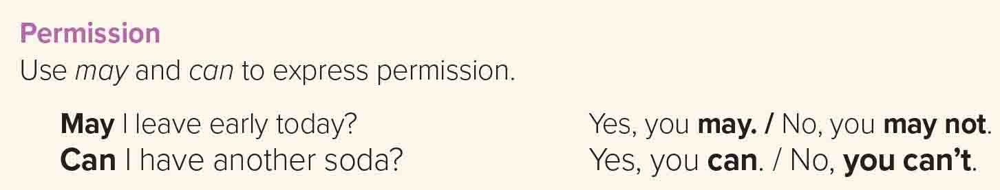 Permission
Use may and can to express permission.
May I leave early today? Yes, you may. / No, you may not.
Can I have another soda? Yes, you can. / No, you can’t.